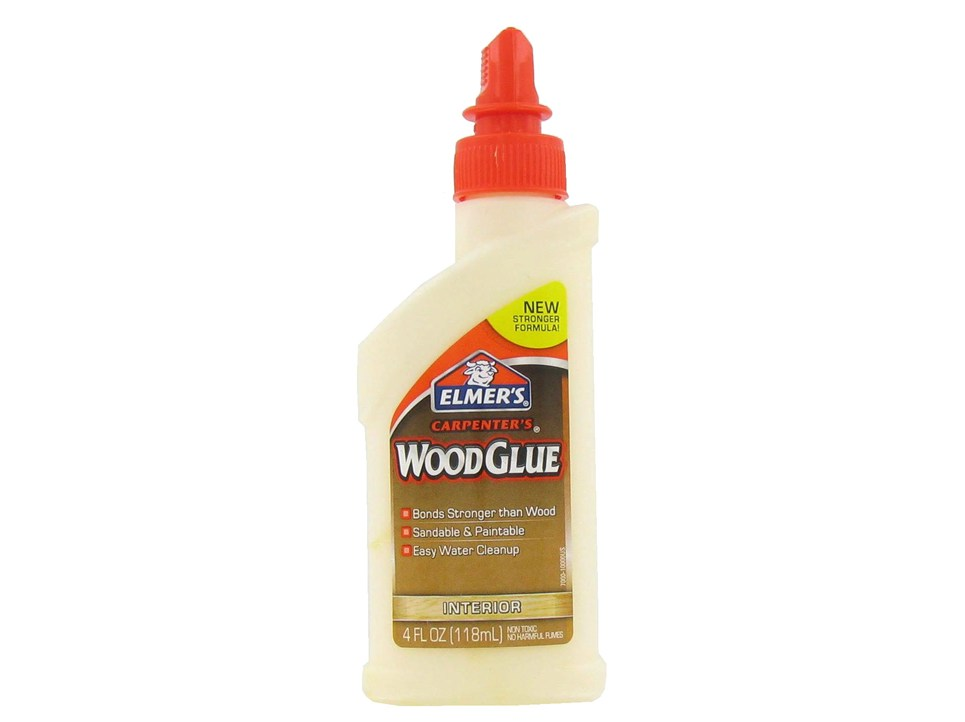 NEW
STRONGER
FORMULA!
ELMER'S®
CARPENTER'S®
WOOD GLUE
Bonds Stronger than Wood
Sandable & Paintable
Easy Water Cleanup
INTERIOR
4 FL OZ (118mL)
NON TOXIC
NO HARMFUL FUMES